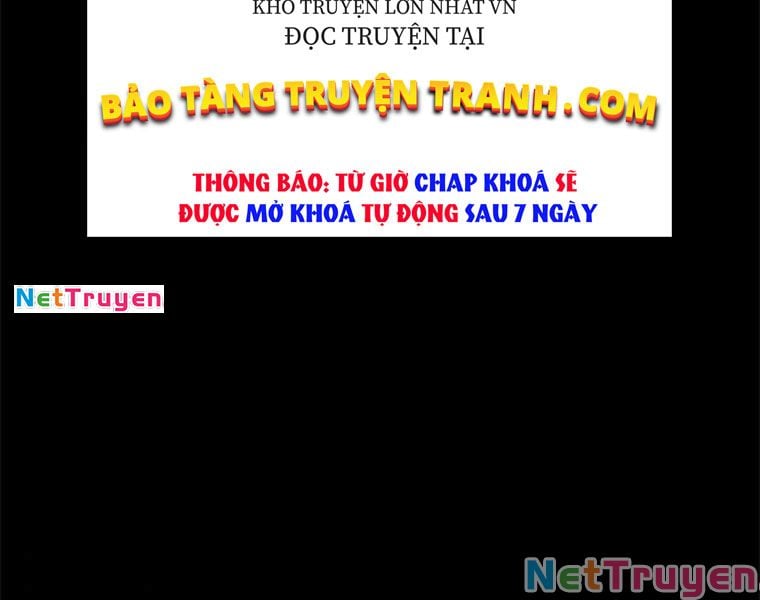 KHO TRUYỆN LỚN NHẤT VN
ĐỌC TRUYỆN TẠI
BẢO TÀNG TRUYỆN TRANH.COM
THÔNG BÁO: TỪ GIỜ CHAP KHOÁ SẼ
ĐƯỢC MỞ KHOÁ TỰ ĐỘNG SAU 7 NGÀY
NetTruyen
NetTruyen